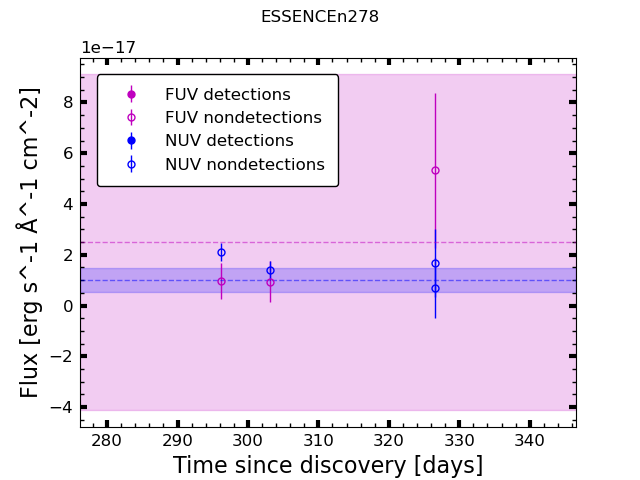 ESSENCEn278
1e−17
FUV detections
FUV nondetections
NUV detections
NUV nondetections
8
6
4
2
0
−2
−4
Flux [erg s^-1 Å^-1 cm^-2]
280 290 300 310 320 330 340
Time since discovery [days]